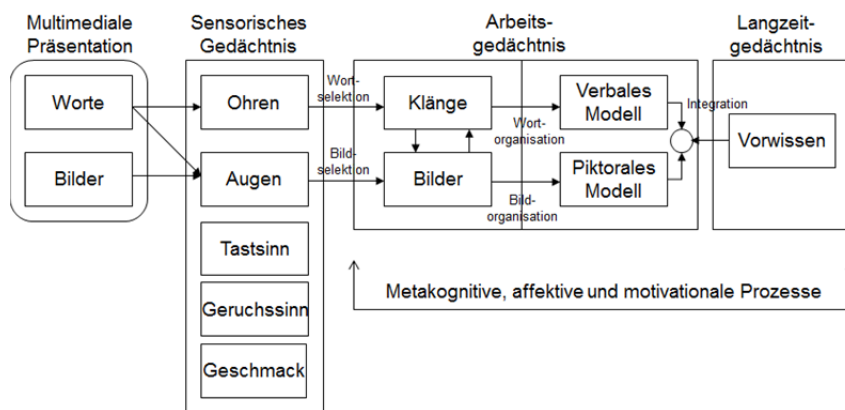 Multimediale
Präsentation
Sensorisches
Gedächtnis
Arbeits-
gedächtnis
Langzeit-
gedächtnis
Worte
Bilder
Ohren
Augen
Tastsinn
Geruchssinn
Geschmack
Wort-
selektion
Bild-
selektion
Klänge
Bilder
Wort-
organisation
Bild-
organisation
Verbales
Modell
Piktorales
Modell
Integration
Vorwissen
Metakognitive, affektive und motivationale Prozesse